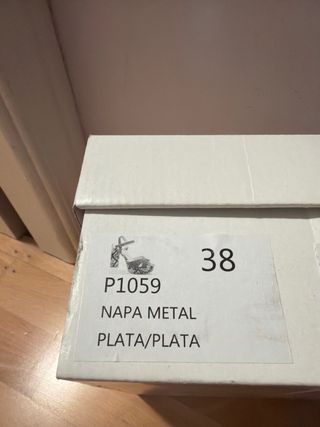 38
P1059
NAPA METAL
PLATA/PLATA